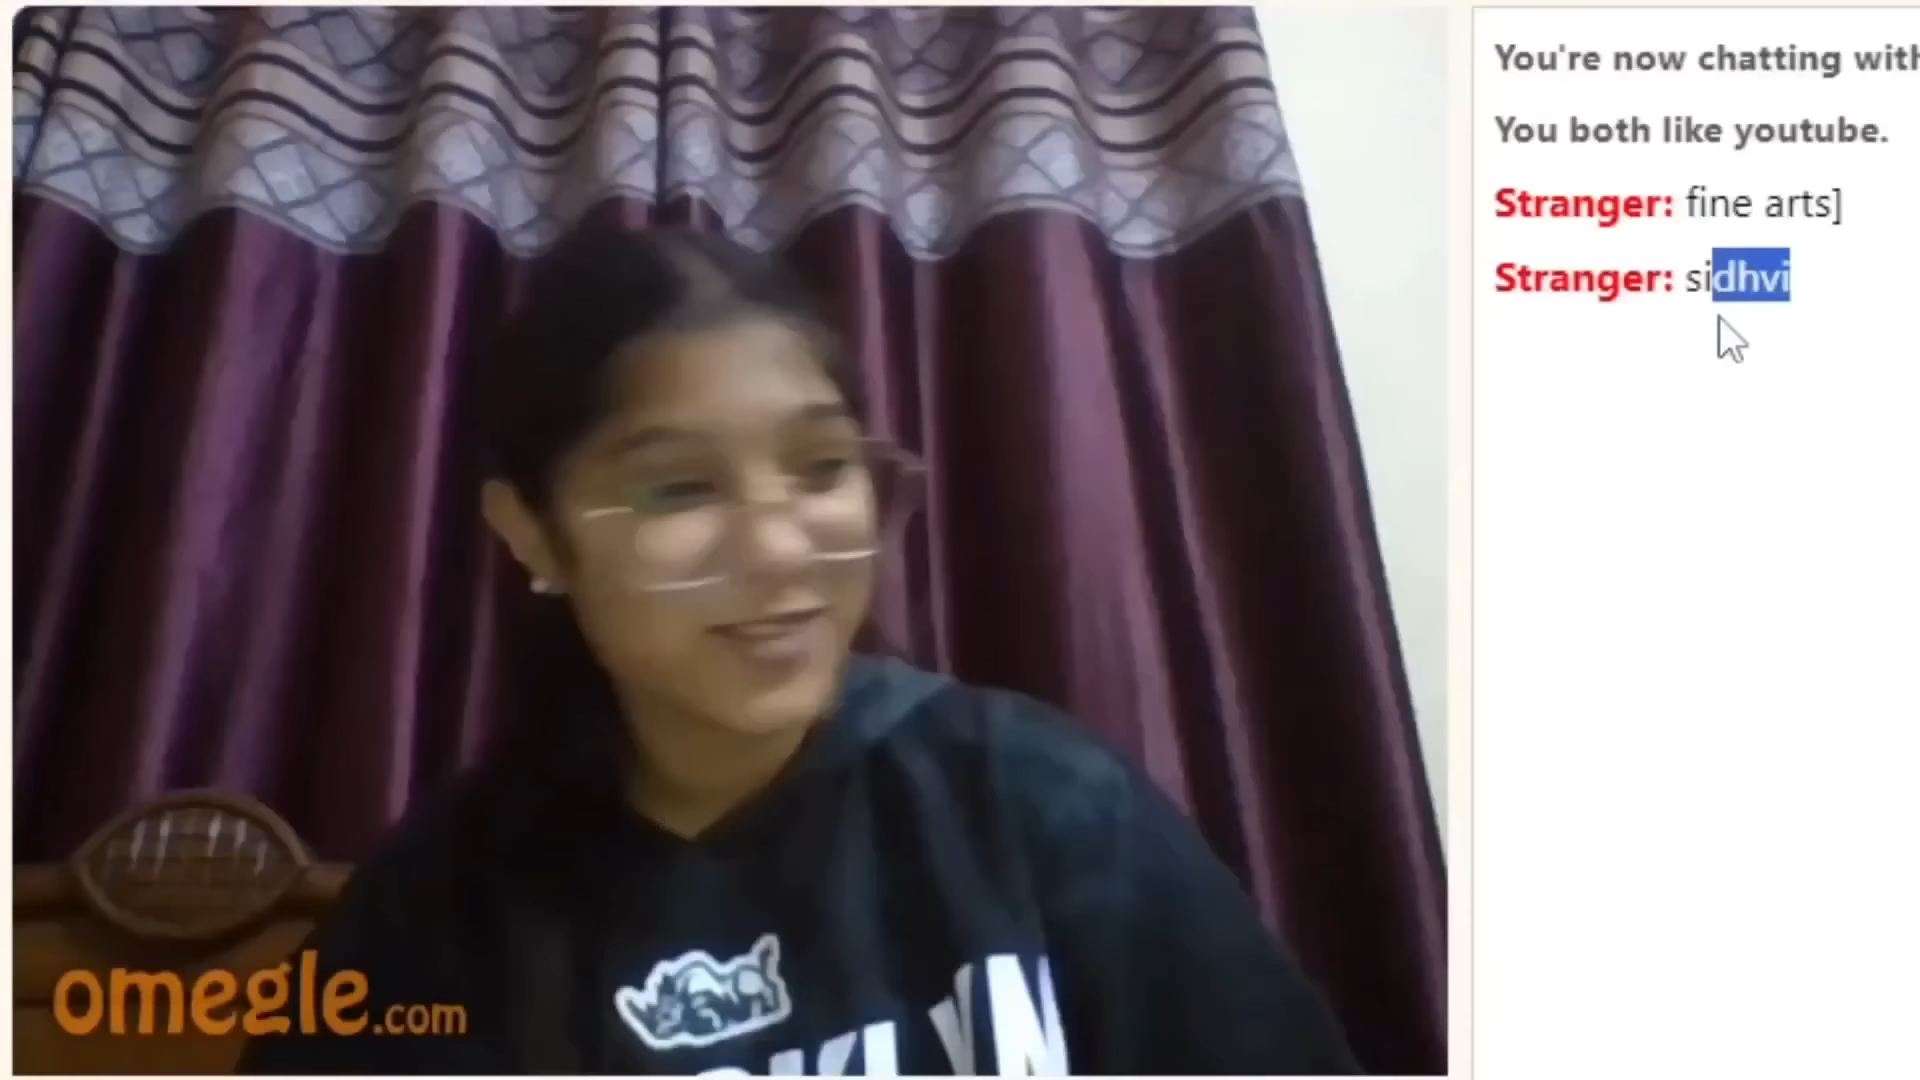 You're now chatting with
You both like youtube.
Stranger: fine arts]
Stranger: sidhvi
omegle.com